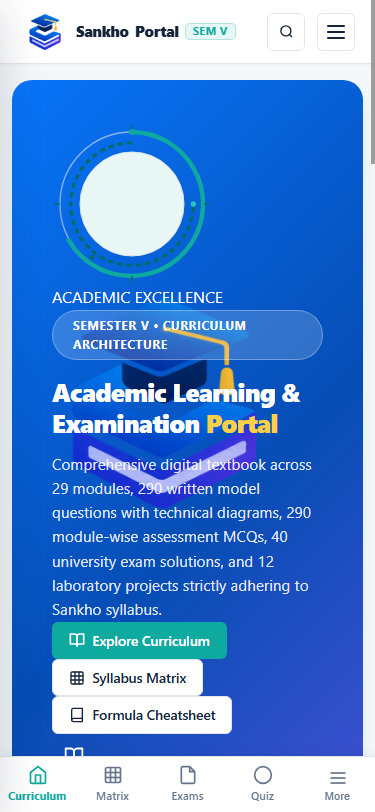 Sankho Portal SEM V
ACADEMIC EXCELLENCE
SEMESTER V • CURRICULUM
ARCHITECTURE
Academic Learning &
Examination Portal
Comprehensive digital textbook across
29 modules, 290 written model
questions with technical diagrams, 290
module-wise assessment MCQs, 40
university exam solutions, and 12
laboratory projects strictly adhering to
Sankho syllabus.
Explore Curriculum
Syllabus Matrix
Formula Cheatsheet
Curriculum Matrix Exams Quiz More